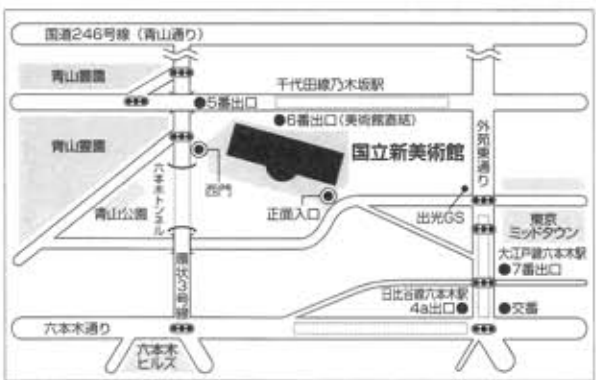 国道246号線（青山通り）
青山霊園
千代田線乃木坂駅
●5番出口
●6番出口（美術館直結）
青山霊園
国立新美術館
外苑東通り
六本木トンネル
西門
正面入口
出光GS
青山公園
東京
ミッドタウン
大江戸線六本木駅
●7番出口
環状3号線
日比谷線六本木駅
4a出口●
●交番
六本木通り
六本木
ヒルズ